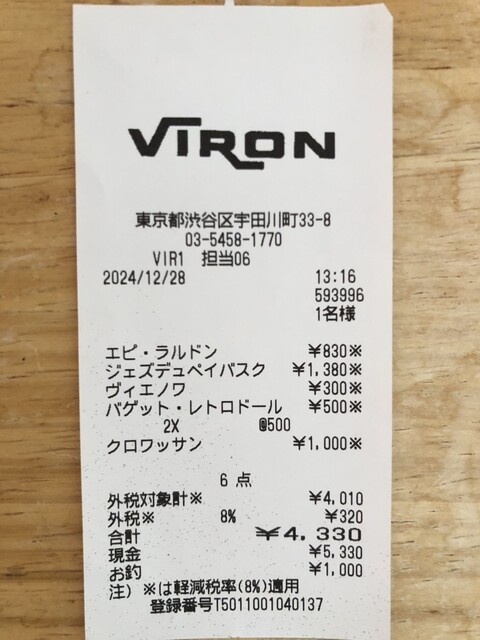 VIRON
東京都渋谷区宇田川町33-8
03-5458-1770
VIR1 担当06
2024/12/28 13:16
593996
1名様
エピ・ラルドン ¥830※
ジェズデュペイバスク ¥1,380※
ヴィエノワ ¥300※
バゲット・レトロドール ¥500※
2X @500
クロワッサン ¥1,000※
6 点
外税対象計※ ¥4,010
外税※ 8% ¥320
合計 ¥4,330
現金 ¥5,330
お釣 ¥1,000
注）※は軽減税率(8%)適用
登録番号T5011001040137